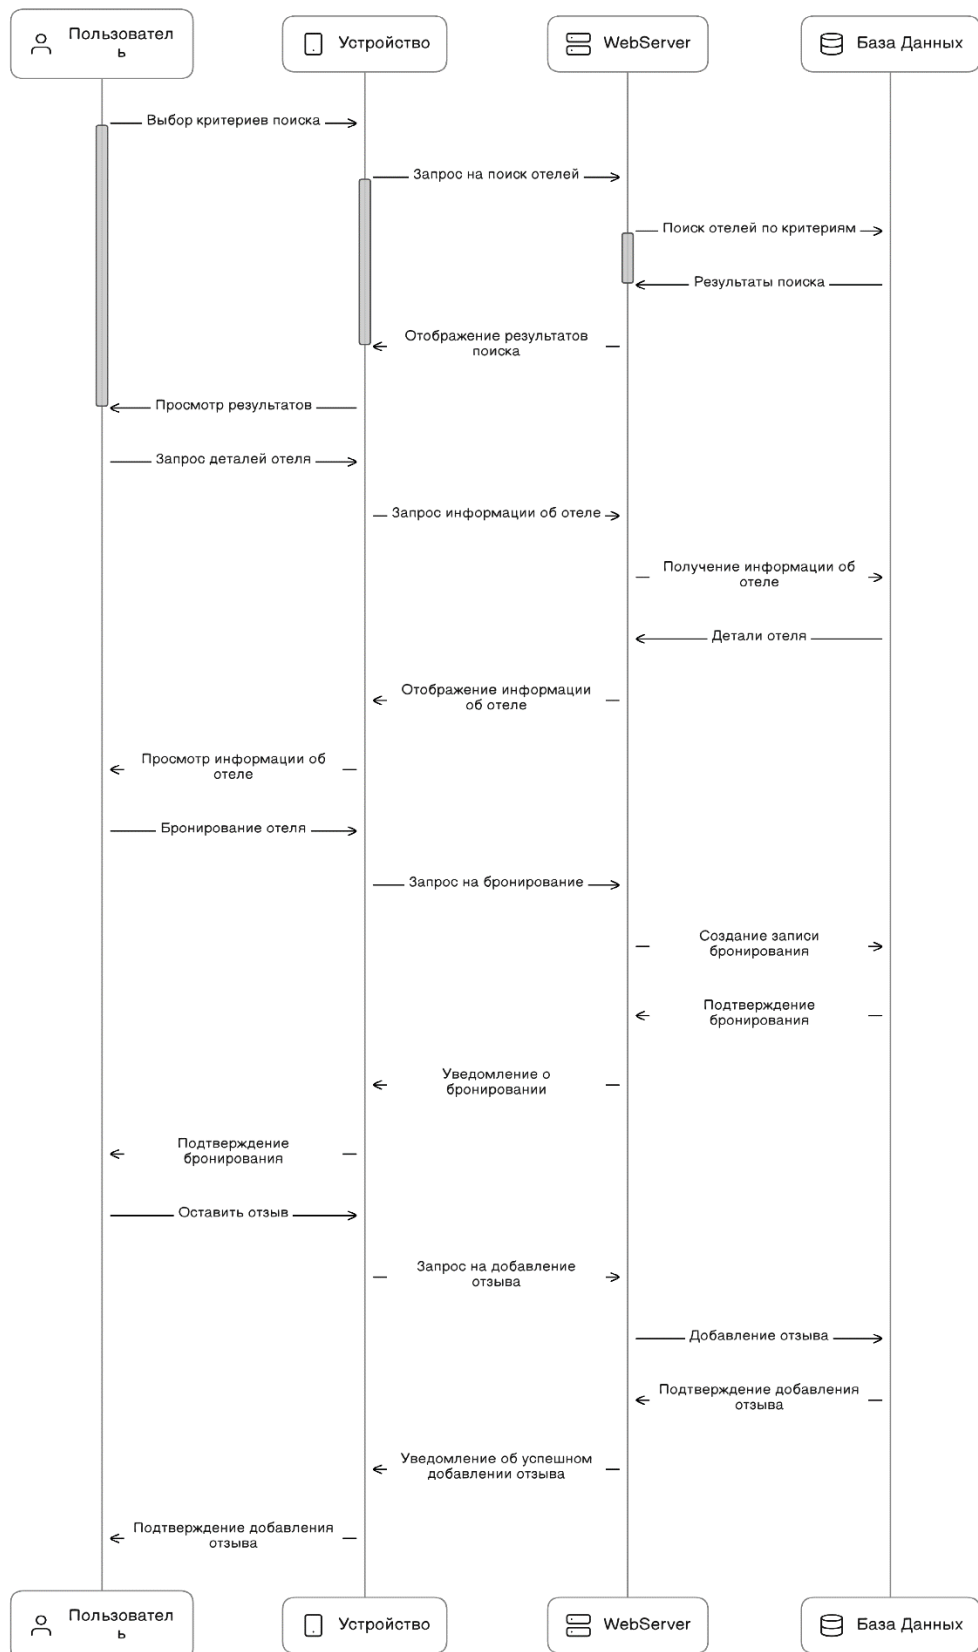 Пользовател
ь
Устройство
WebServer
База Данных
Выбор критериев поиска
Запрос на поиск отелей
Поиск отелей по критериям
Результаты поиска
Отображение результатов
поиска
Просмотр результатов
Запрос деталей отеля
Запрос информации об отеле
Получение информации об
отеле
Детали отеля
Отображение информации
об отеле
Просмотр информации об
отеле
Бронирование отеля
Запрос на бронирование
Создание записи
бронирования
Подтверждение
бронирования
Уведомление о
бронировании
Подтверждение
бронирования
Оставить отзыв
Запрос на добавление
отзыва
Добавление отзыва
Подтверждение добавления
отзыва
Уведомление об успешном
добавлении отзыва
Подтверждение добавления
отзыва
Пользовател
ь
Устройство
WebServer
База Данных